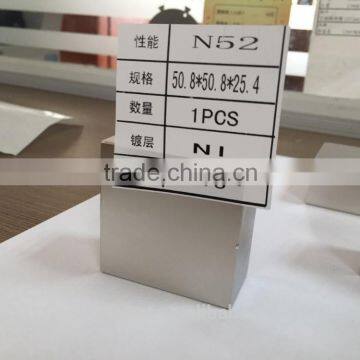 性能 N52
规格 50.8*50.8*25.4
数量 1PCS
镀层 NI
trade.china.cn